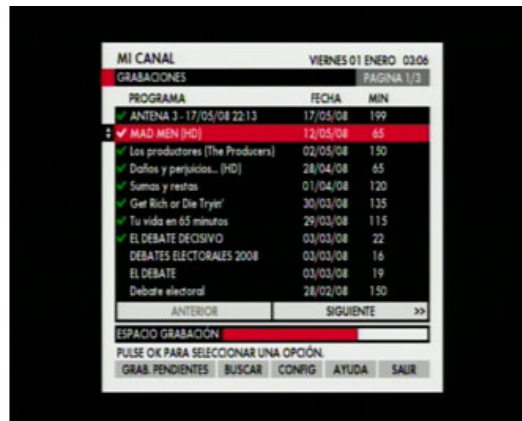 MI CANAL VIERNES 01 ENERO 03:06
GRABACIONES PAGINA 1/3
PROGRAMA FECHA MIN
ANTENA 3 - 17/05/08 22:13 17/05/08 199
MAD MEN (HD) 12/05/08 65
Los productores (The Producers) 02/05/08 150
Daños y perjuicios... (HD) 28/04/08 65
Sumas y restas 01/04/08 120
Get Rich or Die Tryin' 30/03/08 135
Tu vida en 65 minutos 29/03/08 115
EL DEBATE DECISIVO 03/03/08 22
DEBATES ELECTORALES 2008 03/03/08 16
EL DEBATE 03/03/08 19
Debate electoral 28/02/08 150
ANTERIOR SIGUIENTE >>
ESPACIO GRABACIÓN
PULSE OK PARA SELECCIONAR UNA OPCIÓN.
GRAB. PENDIENTES BUSCAR CONFIG AYUDA SALIR